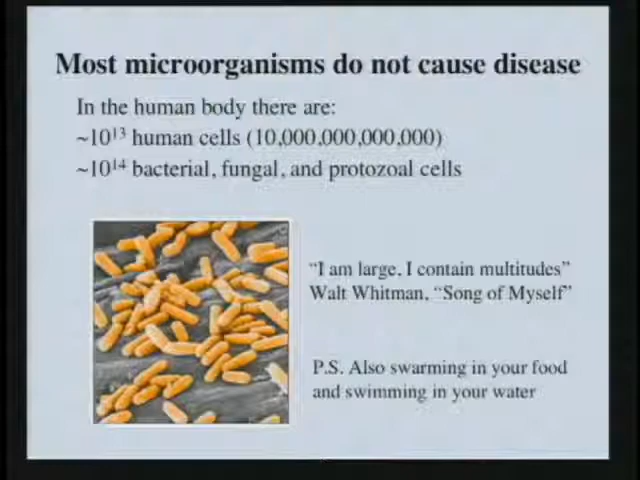 Most microorganisms do not cause disease
In the human body there are:
~10¹³ human cells (10,000,000,000,000)
~10¹⁴ bacterial, fungal, and protozoal cells
“I am large, I contain multitudes”
Walt Whitman, “Song of Myself”
P.S. Also swarming in your food
and swimming in your water